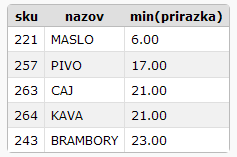 sku nazov min(prirazka)
221 MASLO 6.00
257 PIVO 17.00
263 CAJ 21.00
264 KAVA 21.00
243 BRAMBORY 23.00